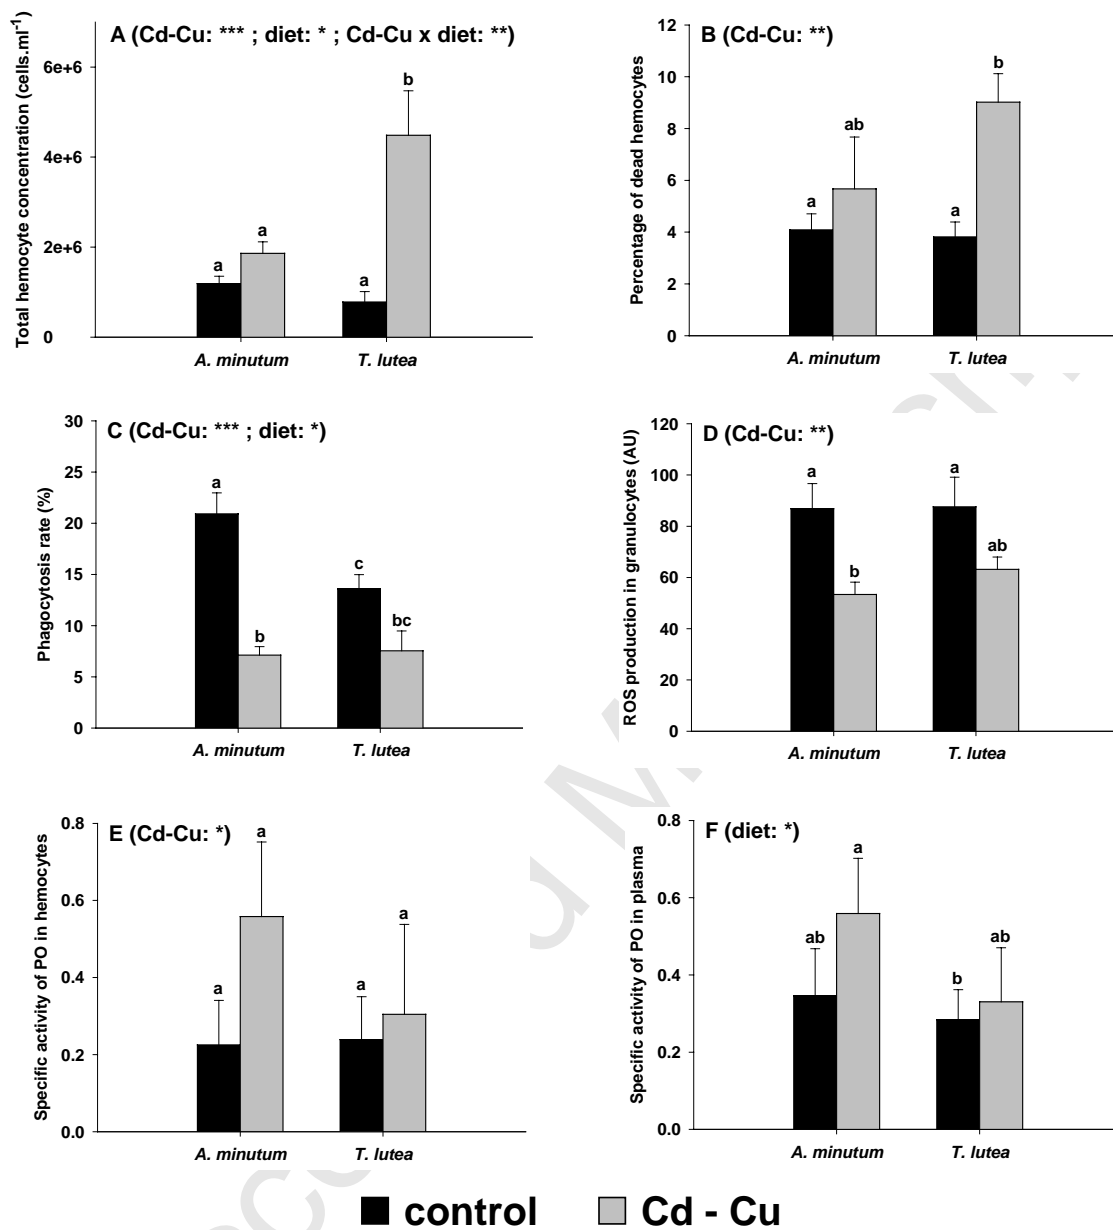 A (Cd-Cu: *** ; diet: * ; Cd-Cu x diet: **)
Total hemocyte concentration (cells.ml-1)
6e+6
4e+6
2e+6
0
a
a
a
b
A. minutum
T. lutea
B (Cd-Cu: **)
Percentage of dead hemocytes
12
10
8
6
4
2
0
a
ab
a
b
A. minutum
T. lutea
C (Cd-Cu: *** ; diet: *)
Phagocytosis rate (%)
30
25
20
15
10
5
0
a
b
c
bc
A. minutum
T. lutea
D (Cd-Cu: **)
ROS production in granulocytes (AU)
120
100
80
60
40
20
0
a
b
a
ab
A. minutum
T. lutea
E (Cd-Cu: *)
Specific activity of PO in hemocytes
0.8
0.6
0.4
0.2
0.0
a
a
a
a
A. minutum
T. lutea
F (diet: *)
Specific activity of PO in plasma
0.8
0.6
0.4
0.2
0.0
ab
a
b
ab
A. minutum
T. lutea
control
Cd - Cu